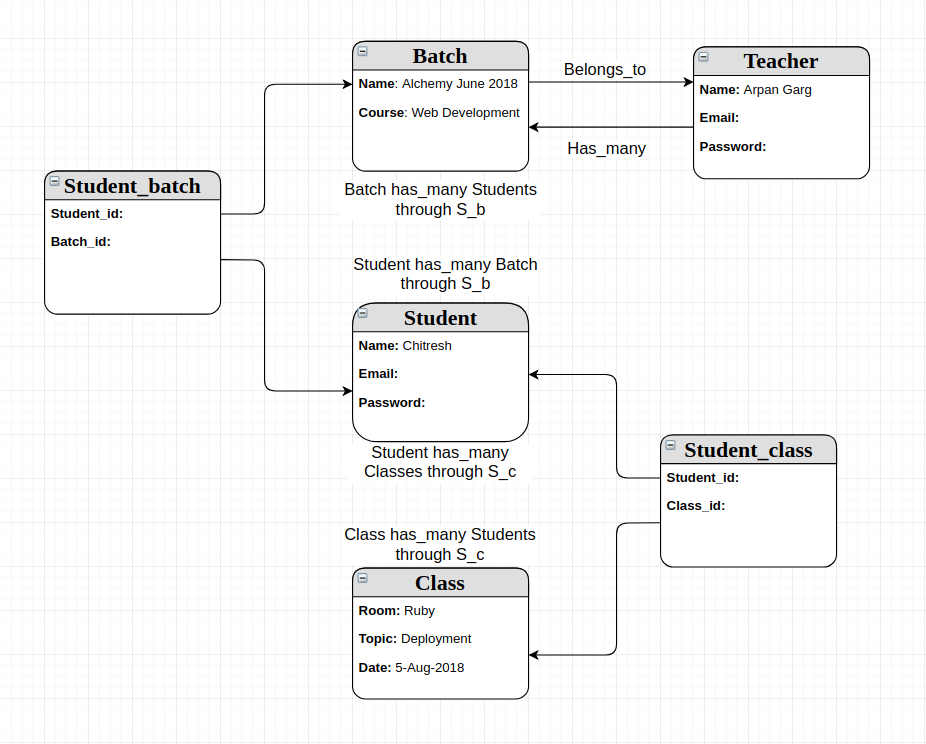 Batch
Name: Alchemy June 2018
Course: Web Development
Belongs_to
Has_many
Teacher
Name: Arpan Garg
Email:
Password:
Batch has_many Students
through S_b
Student_batch
Student_id:
Batch_id:
Student has_many Batch
through S_b
Student
Name: Chitresh
Email:
Password:
Student has_many
Classes through S_c
Student_class
Student_id:
Class_id:
Class has_many Students
through S_c
Class
Room: Ruby
Topic: Deployment
Date: 5-Aug-2018